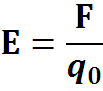 𝐄 = 𝐅 / 𝒒₀